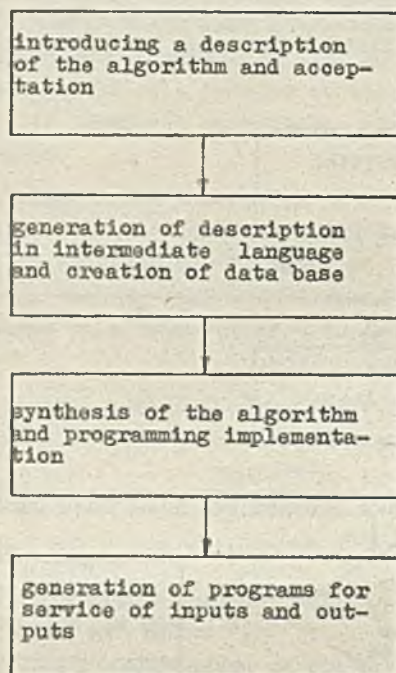 introducing a description
of the algorithm and accep-
tation
generation of description
in intermediate language
and creation of data base
synthesis of the algorithm
and programming implementa-
tion
generation of programs for
service of inputs and out-
puts